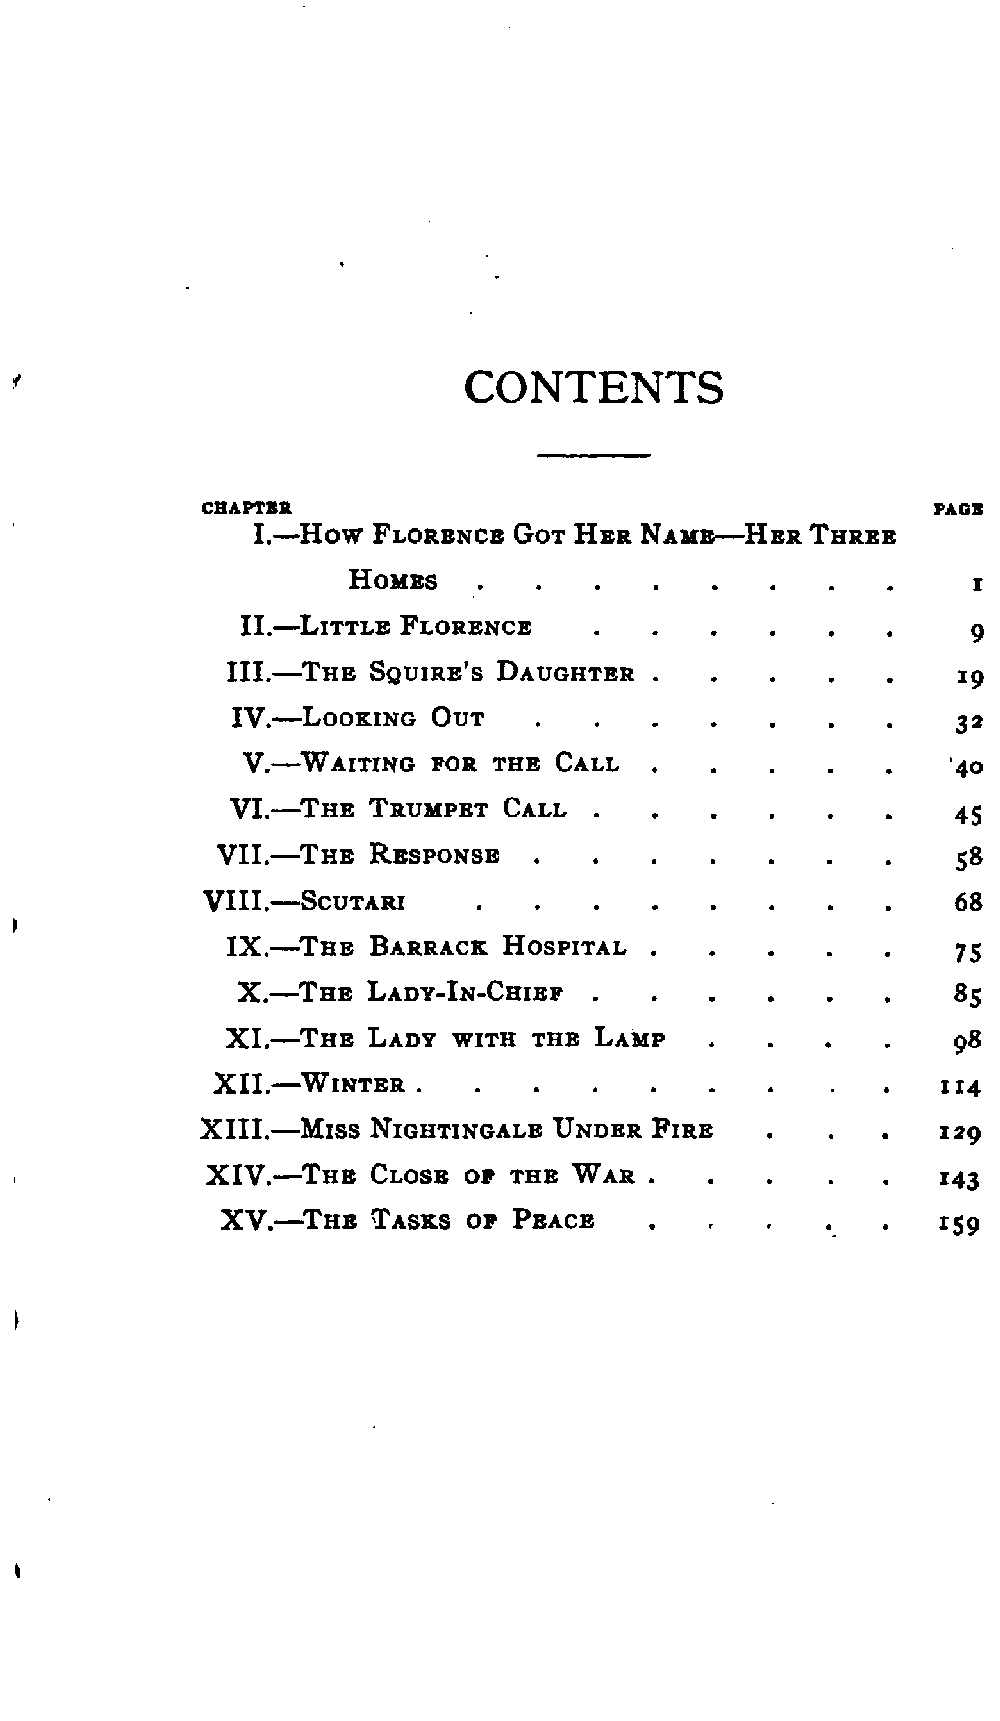 CONTENTS
CHAPTER PAGE
I.—How Florence Got Her Name—Her Three
Homes . . . . . . . . 1
II.—Little Florence . . . . . . 9
III.—The Squire's Daughter . . . . . 19
IV.—Looking Out . . . . . . . 32
V.—Waiting for the Call . . . . . 40
VI.—The Trumpet Call . . . . . . 45
VII.—The Response . . . . . . . 58
VIII.—Scutari . . . . . . . . 68
IX.—The Barrack Hospital . . . . . 75
X.—The Lady-In-Chief . . . . . . 85
XI.—The Lady with the Lamp . . . . 98
XII.—Winter . . . . . . . . . 114
XIII.—Miss Nightingale Under Fire . . . 129
XIV.—The Close of the War . . . . . 143
XV.—The Tasks of Peace . . . . . 159